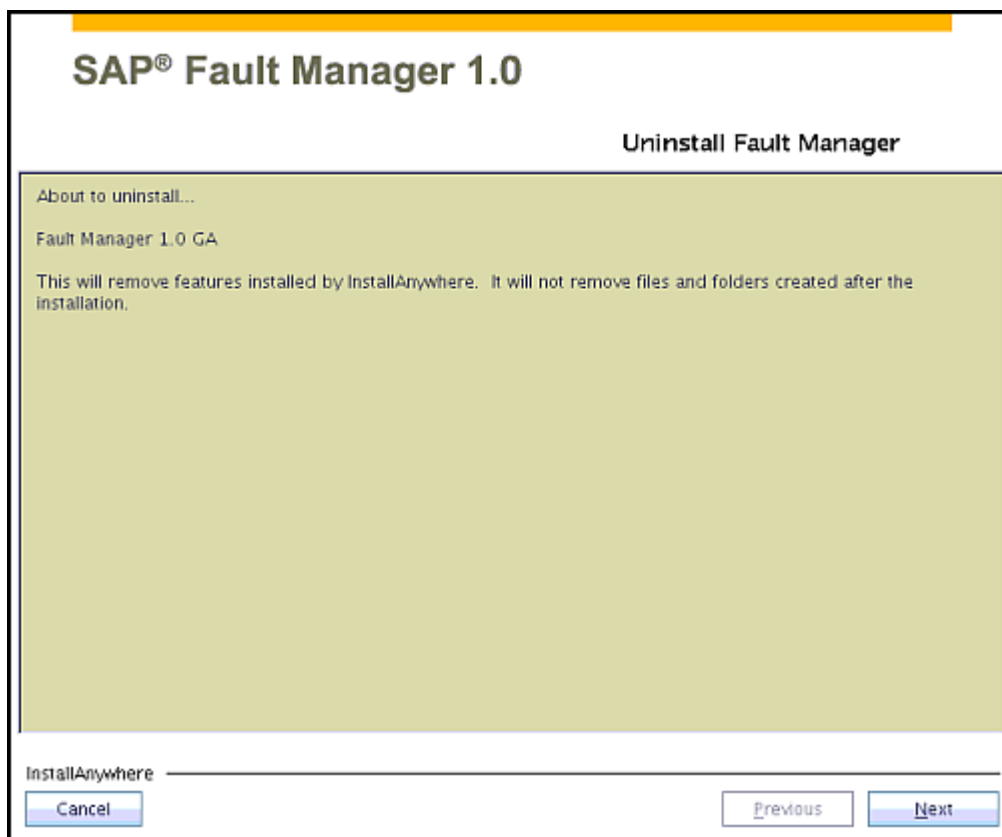 SAP® Fault Manager 1.0
Uninstall Fault Manager
About to uninstall...
Fault Manager 1.0 GA
This will remove features installed by InstallAnywhere. It will not remove files and folders created after the
installation.
InstallAnywhere
Cancel
Previous
Next